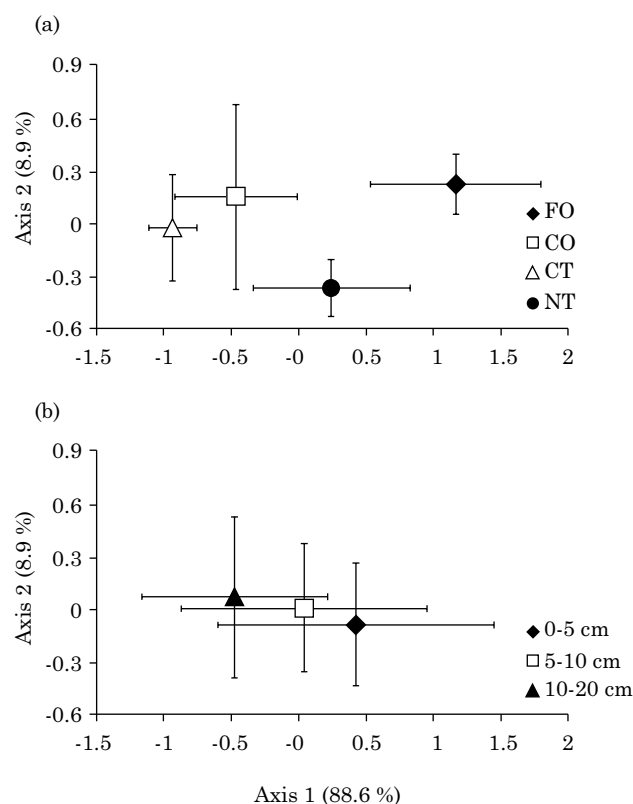 (a)
0.9
0.6
0.3
0
-0.3
-0.6
Axis 2 (8.9 %)
FO
CO
CT
NT
-1.5 -1 -0.5 -0 0.5 1 1.5 2
(b)
0.9
0.6
0.3
0
-0.3
-0.6
Axis 2 (8.9 %)
0-5 cm
5-10 cm
10-20 cm
-1.5 -1 -0.5 -0 0.5 1 1.5 2
Axis 1 (88.6 %)